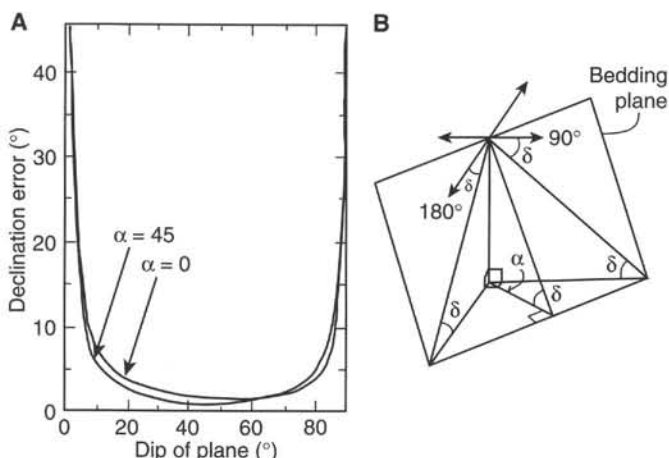 A
Declination error (°)
40
30
20
10
5
0
α = 45
α = 0
0
20
40
60
80
Dip of plane (°)
B
Bedding
plane
90°
δ
δ
180°
α
δ
δ
δ